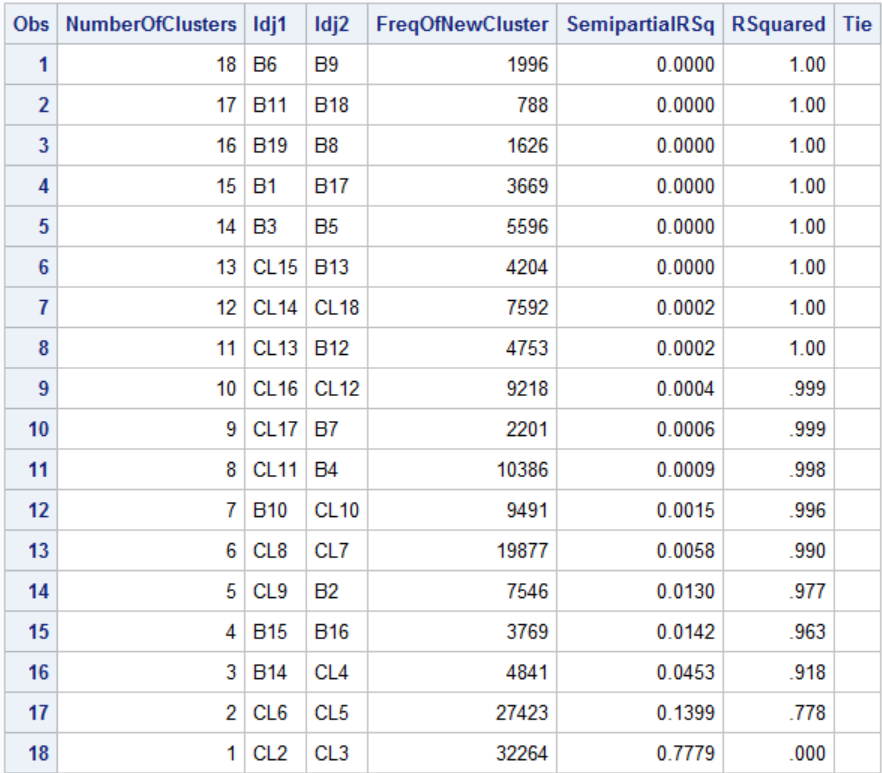 Obs NumberOfClusters Idj1 Idj2 FreqOfNewCluster SemipartialRSq RSquared Tie
1 18 B6 B9 1996 0.0000 1.00
2 17 B11 B18 788 0.0000 1.00
3 16 B19 B8 1626 0.0000 1.00
4 15 B1 B17 3669 0.0000 1.00
5 14 B3 B5 5596 0.0000 1.00
6 13 CL15 B13 4204 0.0000 1.00
7 12 CL14 CL18 7592 0.0002 1.00
8 11 CL13 B12 4753 0.0002 1.00
9 10 CL16 CL12 9218 0.0004 .999
10 9 CL17 B7 2201 0.0006 .999
11 8 CL11 B4 10386 0.0009 .998
12 7 B10 CL10 9491 0.0015 .996
13 6 CL8 CL7 19877 0.0058 .990
14 5 CL9 B2 7546 0.0130 .977
15 4 B15 B16 3769 0.0142 .963
16 3 B14 CL4 4841 0.0453 .918
17 2 CL6 CL5 27423 0.1399 .778
18 1 CL2 CL3 32264 0.7779 .000